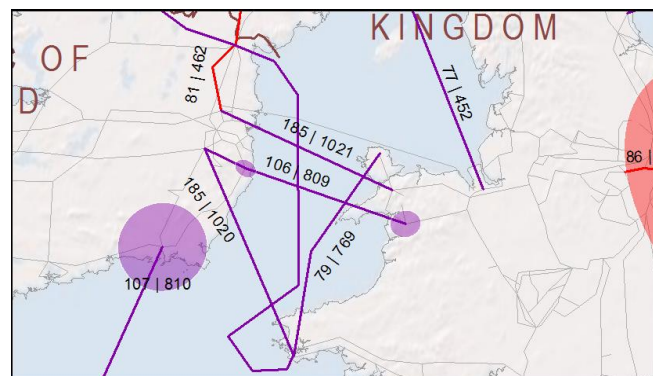 KINGDOM
C OF
D
81 | 462
77 | 452
185 | 1021
86 |
106 | 809
185 | 1020
79 | 769
107 | 810